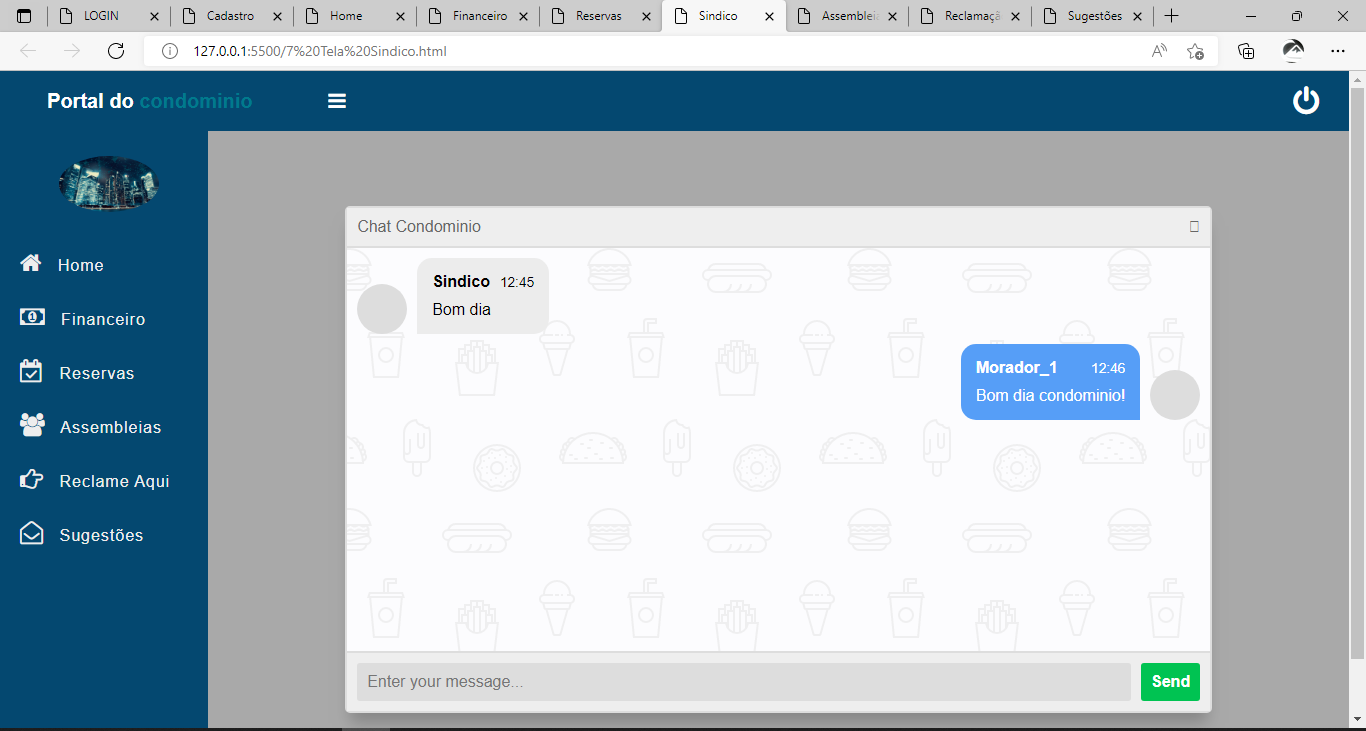 LOGIN
Cadastro
Home
Financeiro
Reservas
Sindico
Assembleia
Reclamaçã
Sugestões
127.0.0.1:5500/7%20Tela%20Sindico.html
Portal do condominio
Home
Financeiro
Reservas
Assembleias
Reclame Aqui
Sugestões
Chat Condominio
Sindico 12:45
Bom dia
Morador_1 12:46
Bom dia condominio!
Enter your message...
Send